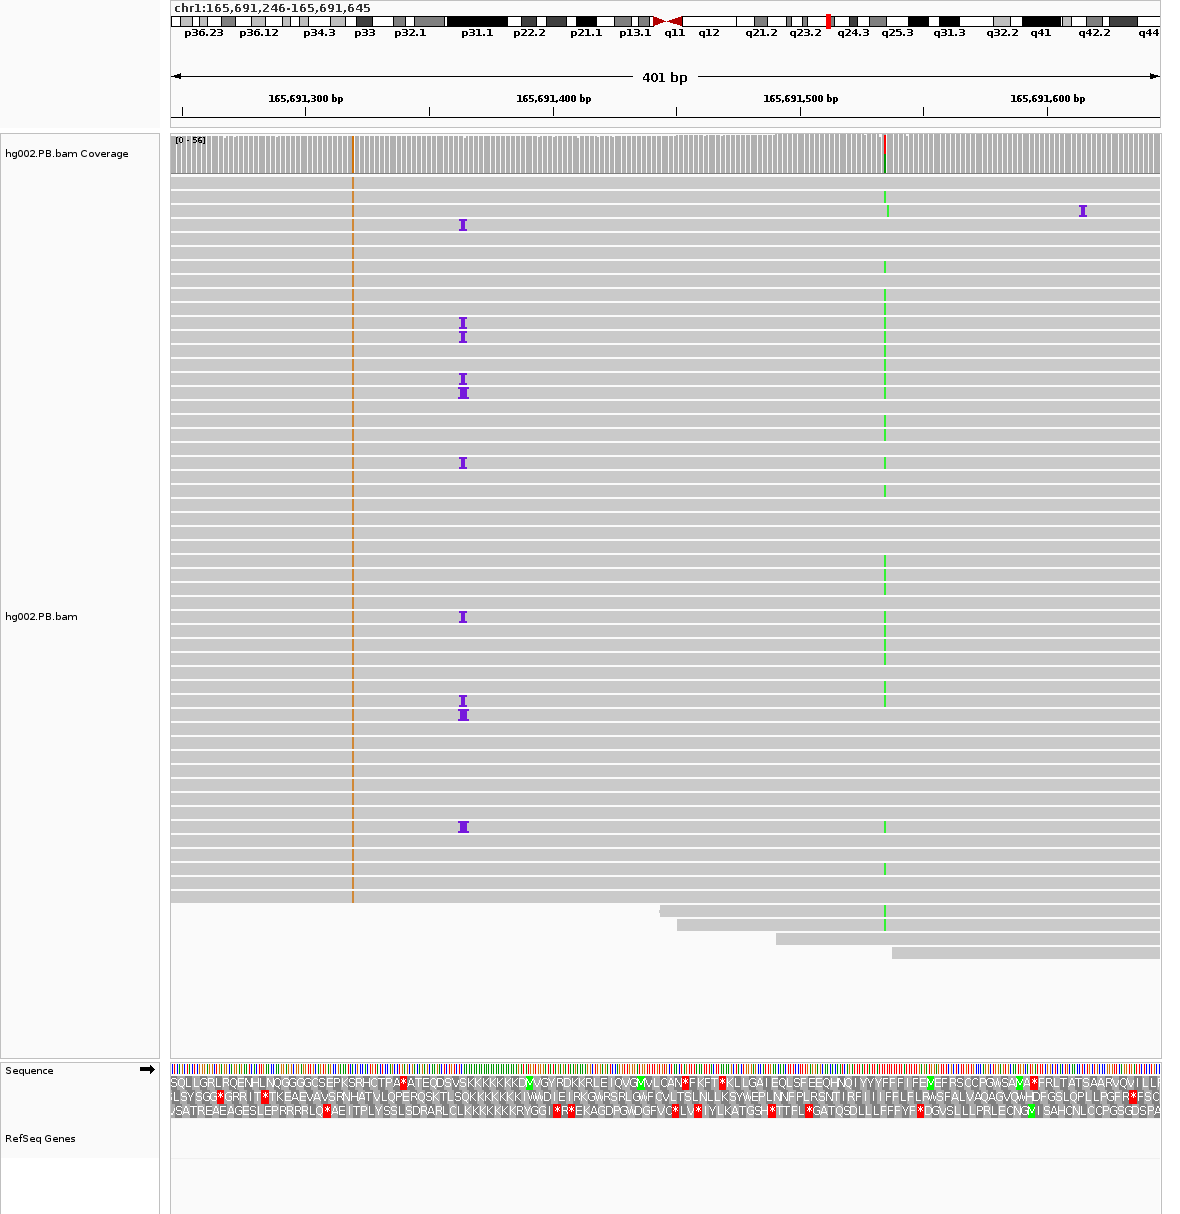 chr1:165,691,246-165,691,645
p36.23 p36.12 p34.3 p33 p32.1 p31.1 p22.2 p21.1 p13.1 q11 q12 q21.2 q23.2 q24.3 q25.3 q31.3 q32.2 q41 q42.2 q44
401 bp
165,691,300 bp 165,691,400 bp 165,691,500 bp 165,691,600 bp
[0 - 56]
hg002.PB.bam Coverage
hg002.PB.bam
Sequence
RefSeq Genes